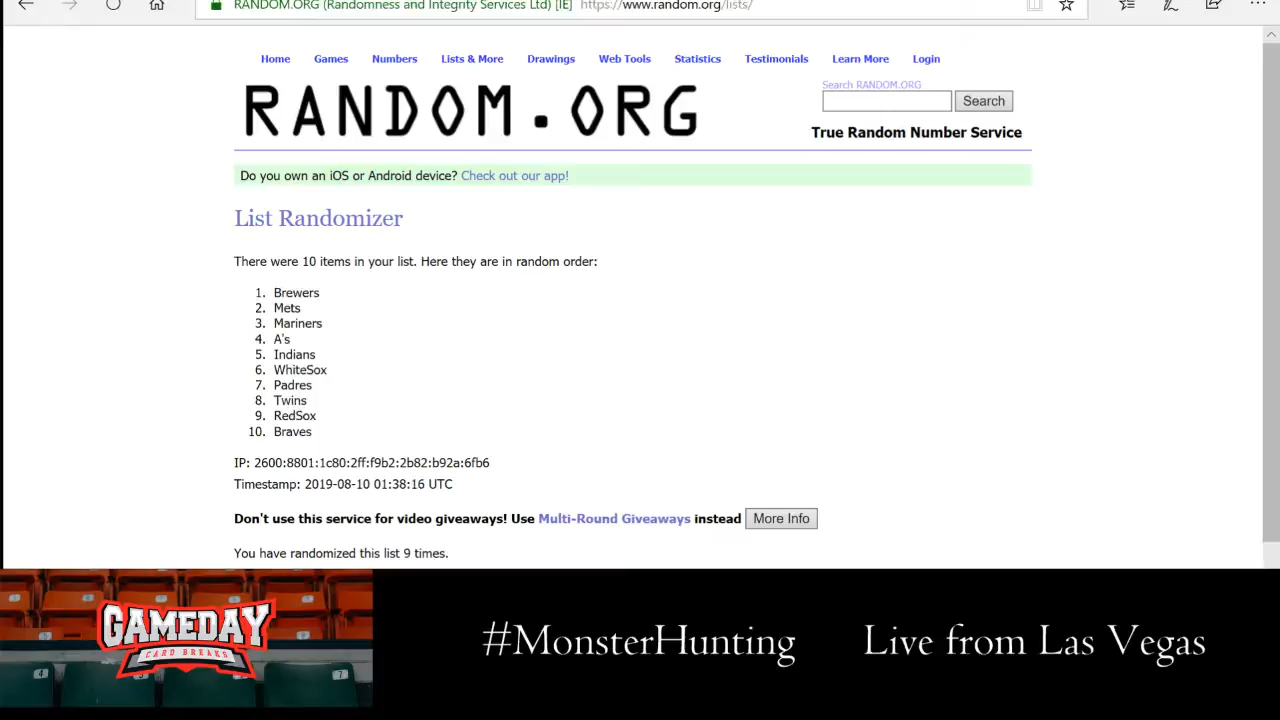 RANDOM.ORG (Randomness and Integrity Services Ltd) [IE] https://www.random.org/lists/
Home Games Numbers Lists & More Drawings Web Tools Statistics Testimonials Learn More Login
Search RANDOM.ORG
RANDOM.ORG
Search
True Random Number Service
Do you own an iOS or Android device? Check out our app!
List Randomizer
There were 10 items in your list. Here they are in random order:
1. Brewers
2. Mets
3. Mariners
4. A's
5. Indians
6. WhiteSox
7. Padres
8. Twins
9. RedSox
10. Braves
IP: 2600:8801:1c80:2ff:f9b2:2b82:b92a:6fb6
Timestamp: 2019-08-10 01:38:16 UTC
Don't use this service for video giveaways! Use Multi-Round Giveaways instead More Info
You have randomized this list 9 times.
GAMEDAY
CARD BREAKS
#MonsterHunting Live from Las Vegas
4
7